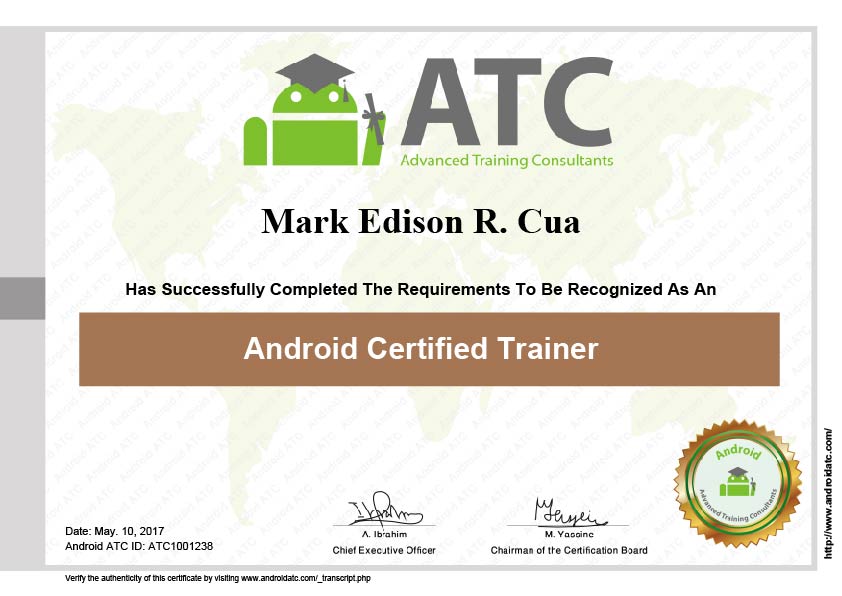 ATC
Advanced Training Consultants
Mark Edison R. Cua
Has Successfully Completed The Requirements To Be Recognized As An
Android Certified Trainer
Android
Advanced Training Consultants
Date: May. 10, 2017
Android ATC ID: ATC1001238
A. Ibrahim
Chief Executive Officer
M. Yassine
Chairman of the Certification Board
http://www.androidatc.com/
Verify the authenticity of this certificate by visiting www.androidatc.com/_transcript.php